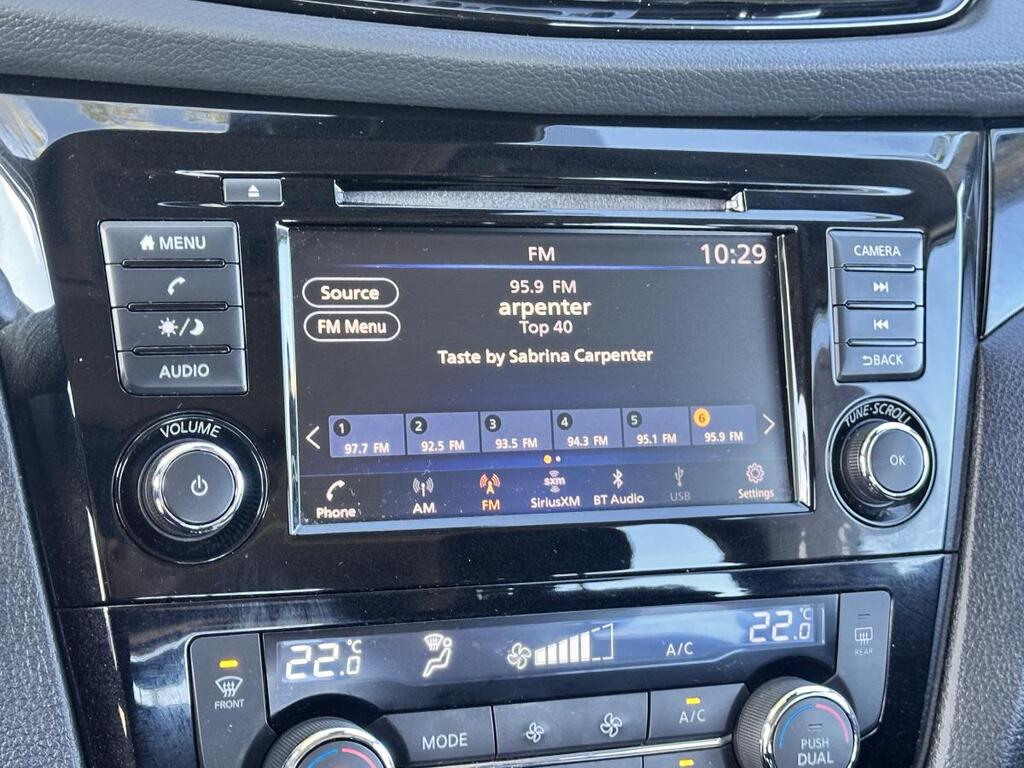 MENU
AUDIO
VOLUME
FM
10:29
Source
FM Menu
95.9 FM
arpenter
Top 40
Taste by Sabrina Carpenter
1
97.7 FM
2
92.5 FM
3
93.5 FM
4
94.3 FM
5
95.1 FM
6
95.9 FM
Phone
AM
FM
sxm
SiriusXM
BT Audio
USB
Settings
CAMERA
BACK
TUNE·SCROLL
OK
22.0 °C
A/C
22.0 °C
FRONT
REAR
MODE
A/C
PUSH
DUAL